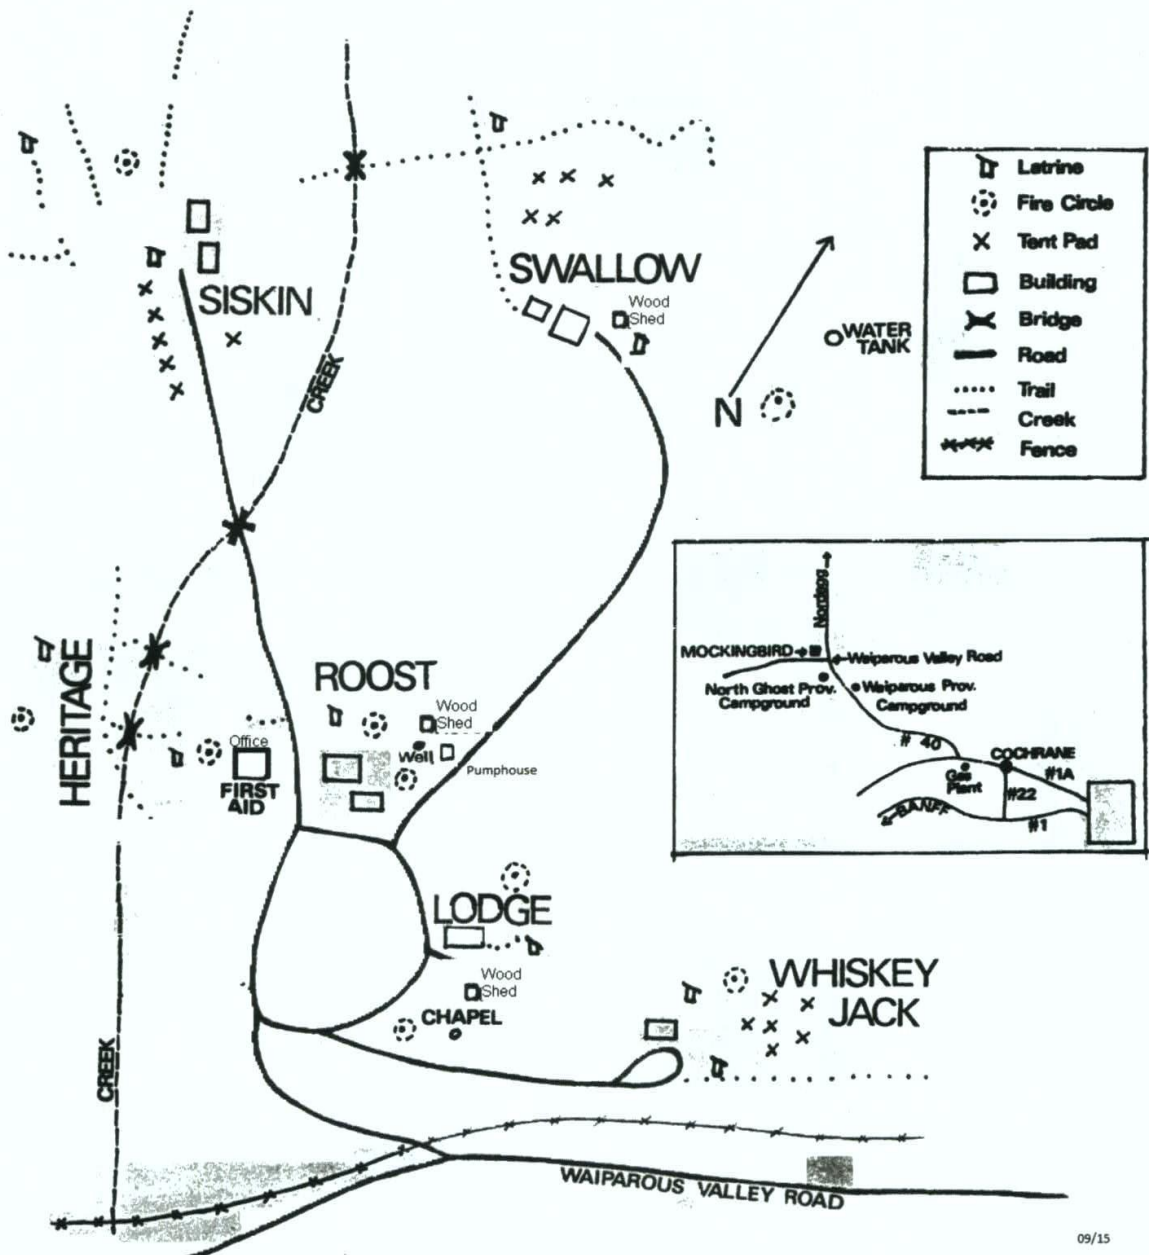 Latrine
Fire Circle
Tent Pad
Building
Bridge
Road
Trail
Creek
Fence
SISKIN
SWALLOW
Wood
Shed
WATER
TANK
N
CREEK
HERITAGE
ROOST
Wood
Shed
Well
Pumphouse
Office
FIRST
AID
Nordegg
MOCKINGBIRD
Waiparous Valley Road
North Ghost Prov.
Campground
Waiparous Prov.
Campground
# 40
COCHRANE
Gas
Plant
#1A
#22
BANFF
#1
LODGE
Wood
Shed
CHAPEL
WHISKEY
JACK
CREEK
WAIPAROUS VALLEY ROAD
09/15